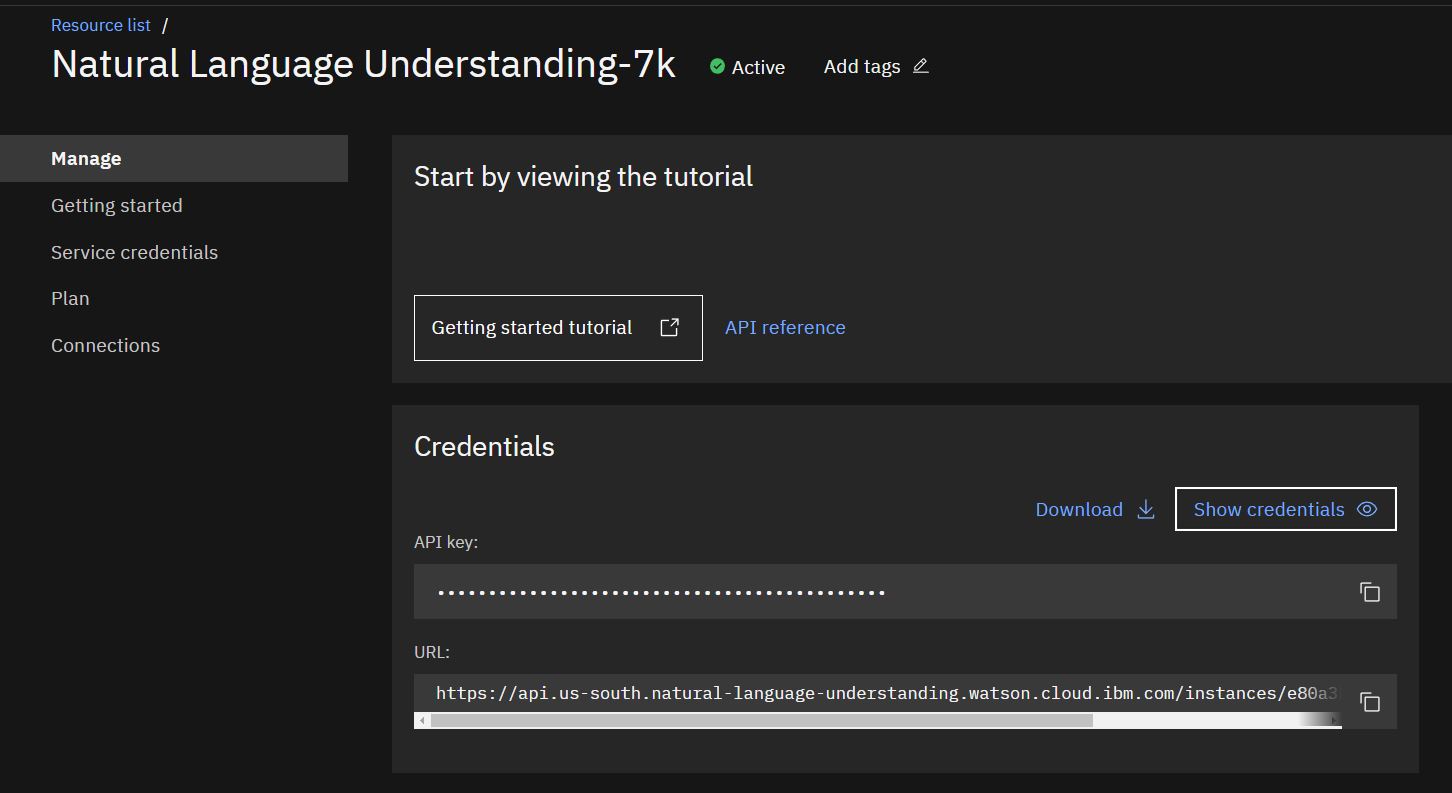 Resource list /
Natural Language Understanding-7k Active Add tags
Manage
Getting started
Service credentials
Plan
Connections
Start by viewing the tutorial
Getting started tutorial API reference
Credentials
Download Show credentials
API key:
••••••••••••••••••••••••••••••••••••••••••••
URL:
https://api.us-south.natural-language-understanding.watson.cloud.ibm.com/instances/e80a3